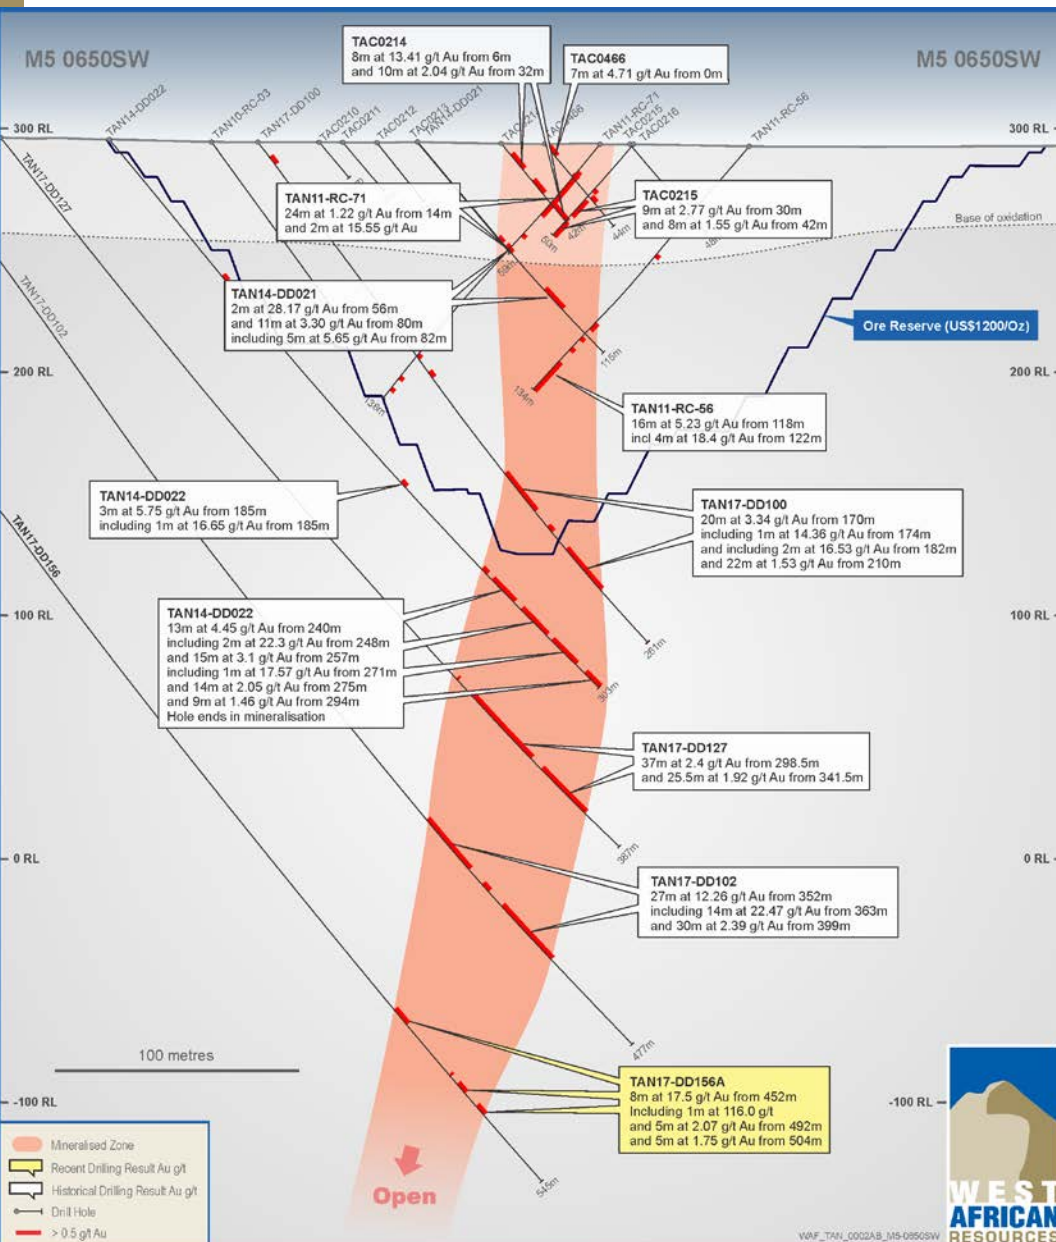 M5 0650SW
M5 0650SW
TAC0214
8m at 13.41 g/t Au from 6m
and 10m at 2.04 g/t Au from 32m
TAC0466
7m at 4.71 g/t Au from 0m
TAN14-DD022
TAN10-RC-03
TAN17-DD100
TAC0210
TAC0211
TAC0212
TAC0213
TAN14-DD021
TAN11-RC-71
TAC0215
TAC0216
TAN11-RC-56
300 RL
300 RL
TAN17-DD127
TAN11-RC-71
24m at 1.22 g/t Au from 14m
and 2m at 15.55 g/t Au
TAC0215
9m at 2.77 g/t Au from 30m
and 8m at 1.55 g/t Au from 42m
50m
42m
44m
48m
59m
Base of oxidation
TAN17-DD102
TAN14-DD021
2m at 28.17 g/t Au from 56m
and 11m at 3.30 g/t Au from 80m
including 5m at 5.65 g/t Au from 82m
Ore Reserve (US$1200/Oz)
115m
200 RL
200 RL
134m
138m
TAN11-RC-56
16m at 5.23 g/t Au from 118m
incl 4m at 18.4 g/t Au from 122m
TAN14-DD022
3m at 5.75 g/t Au from 185m
including 1m at 16.65 g/t Au from 185m
TAN17-DD100
20m at 3.34 g/t Au from 170m
including 1m at 14.36 g/t Au from 174m
and including 2m at 16.53 g/t Au from 182m
and 22m at 1.53 g/t Au from 210m
TAN17-DD156
100 RL
100 RL
TAN14-DD022
13m at 4.45 g/t Au from 240m
including 2m at 22.3 g/t Au from 248m
and 15m at 3.1 g/t Au from 257m
including 1m at 17.57 g/t Au from 271m
and 14m at 2.05 g/t Au from 275m
and 9m at 1.46 g/t Au from 294m
Hole ends in mineralisation
261m
303m
TAN17-DD127
37m at 2.4 g/t Au from 298.5m
and 25.5m at 1.92 g/t Au from 341.5m
387m
0 RL
0 RL
TAN17-DD102
27m at 12.26 g/t Au from 352m
including 14m at 22.47 g/t Au from 363m
and 30m at 2.39 g/t Au from 399m
477m
100 metres
TAN17-DD156A
8m at 17.5 g/t Au from 452m
Including 1m at 116.0 g/t
and 5m at 2.07 g/t Au from 492m
and 5m at 1.75 g/t Au from 504m
-100 RL
-100 RL
545m
Open
Mineralised Zone
Recent Drilling Result Au g/t
Historical Drilling Result Au g/t
Drill Hole
> 0.5 g/t Au
WEST
AFRICAN
RESOURCES
WAF_TAN_0002AB_M5-0650SW